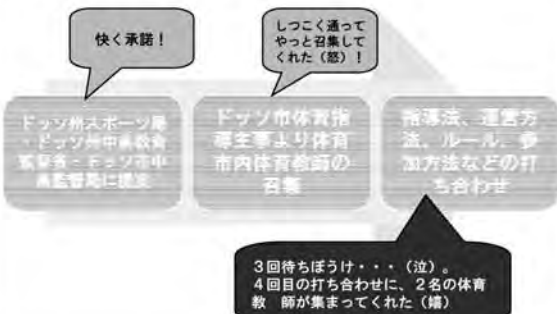 快く承諾！
しつこく通って
やっと召集して
くれた（怒）！
ドッソ州スポーツ局
・ドッソ州中高教育
監督省・ドッソ市中
高監督局に提案
ドッソ市体育指
導主事より体育
市内体育教師の
召集
指導法、運営方
法、ルール、参
加方法などの打
ち合わせ
３回待ちぼうけ・・・（泣）。
４回目の打ち合わせに、２名の体育
教　師が集まってくれた（嬉）